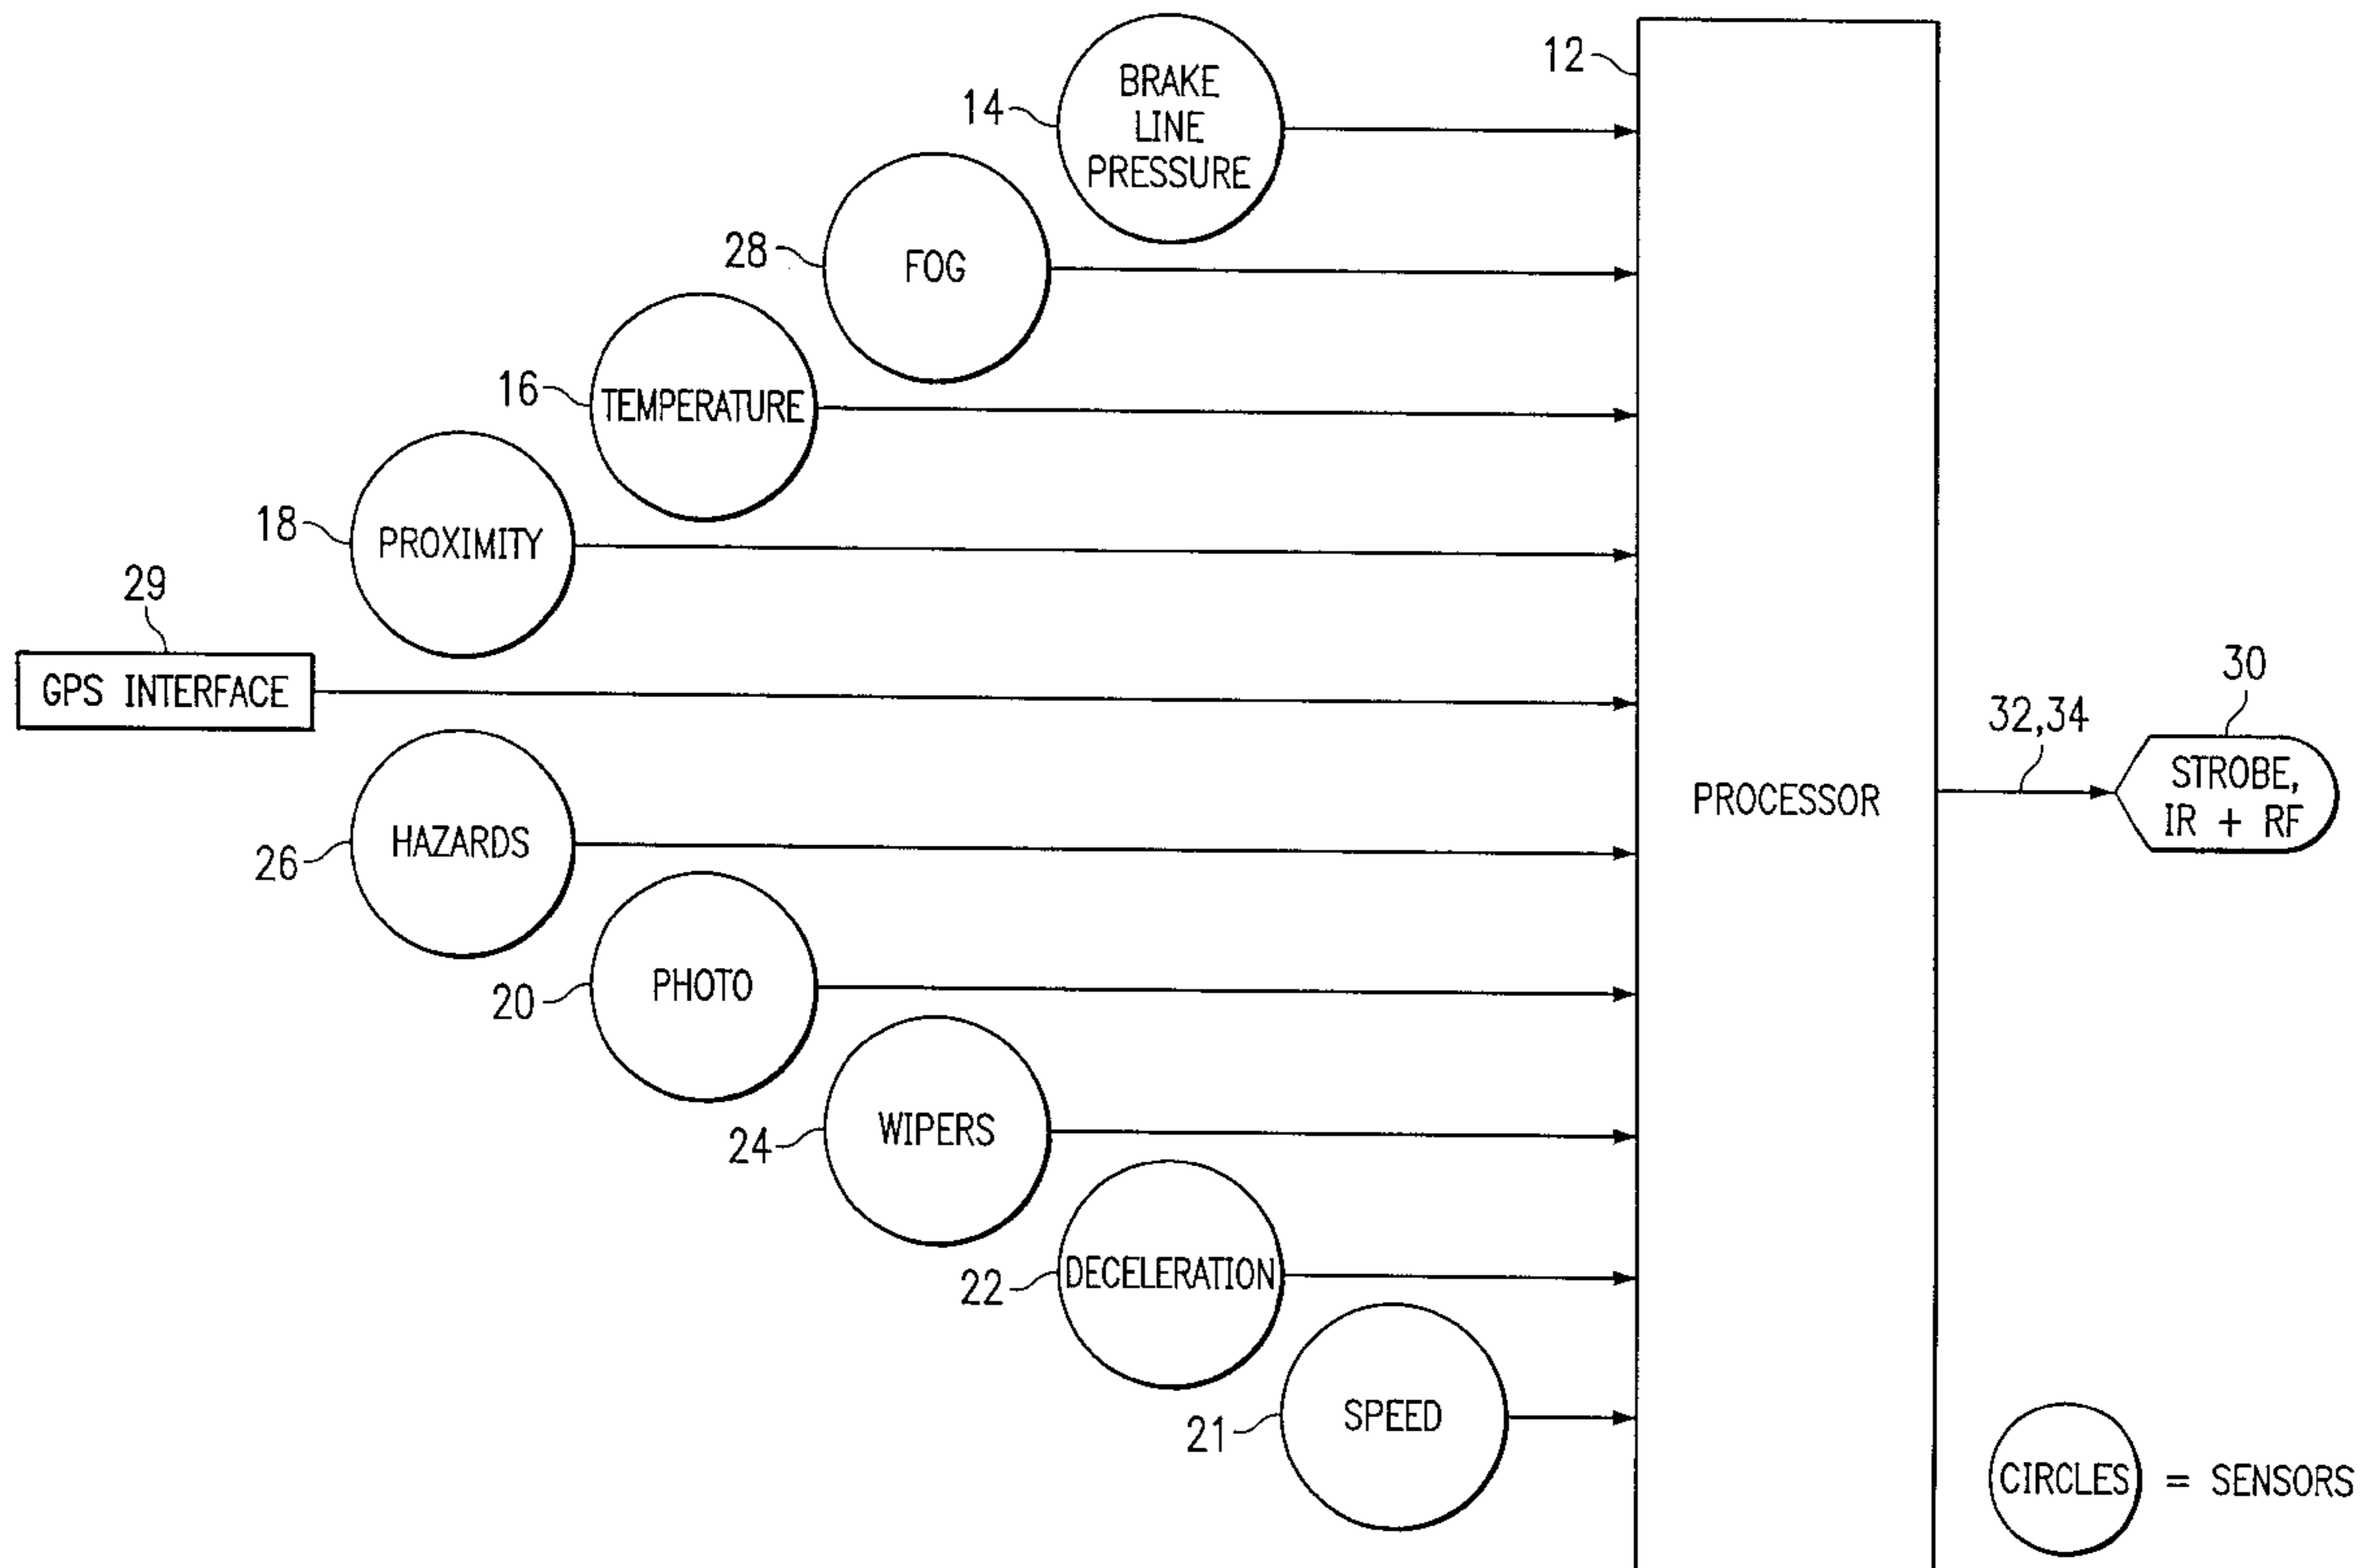 12
14
BRAKE
LINE
PRESSURE
28
FOG
16
TEMPERATURE
18
PROXIMITY
29
GPS INTERFACE
30
32,34
STROBE,
IR + RF
PROCESSOR
26
HAZARDS
20
PHOTO
24
WIPERS
22
DECELERATION
21
SPEED
CIRCLES = SENSORS